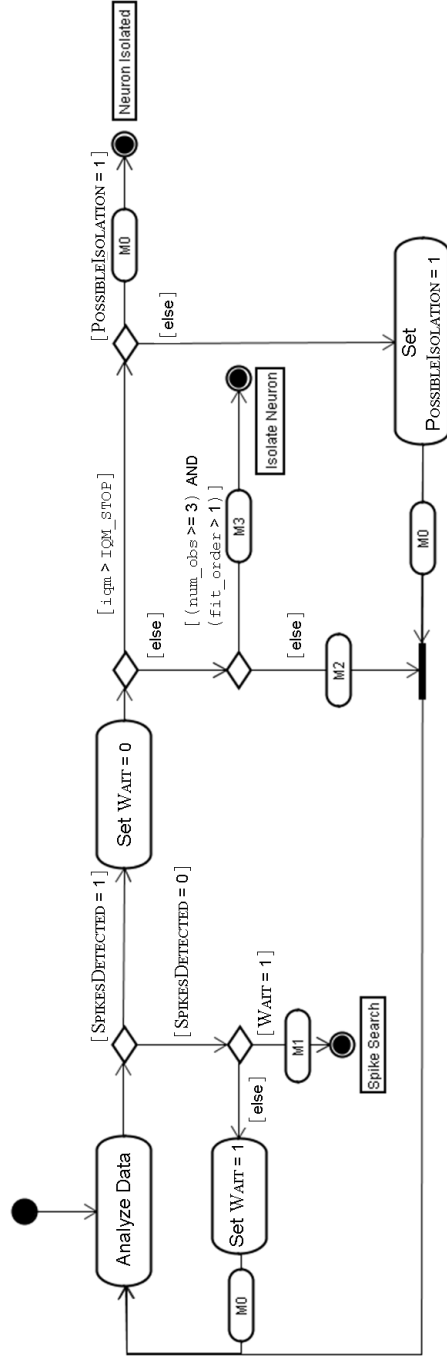 Analyze Data
[SPIKESDETECTED = 1]
[SPIKESDETECTED = 0]
Set WAIT = 0
[iqm > IQM_STOP]
[else]
[POSSIBLEISOLATION = 1]
M0
Neuron Isolated
[else]
[(num_obs >= 3) AND
(fit_order > 1)]
M3
Isolate Neuron
[else]
M2
Set
POSSIBLEISOLATION = 1
M0
[WAIT = 1]
M1
Spike Search
[else]
Set WAIT = 1
M0